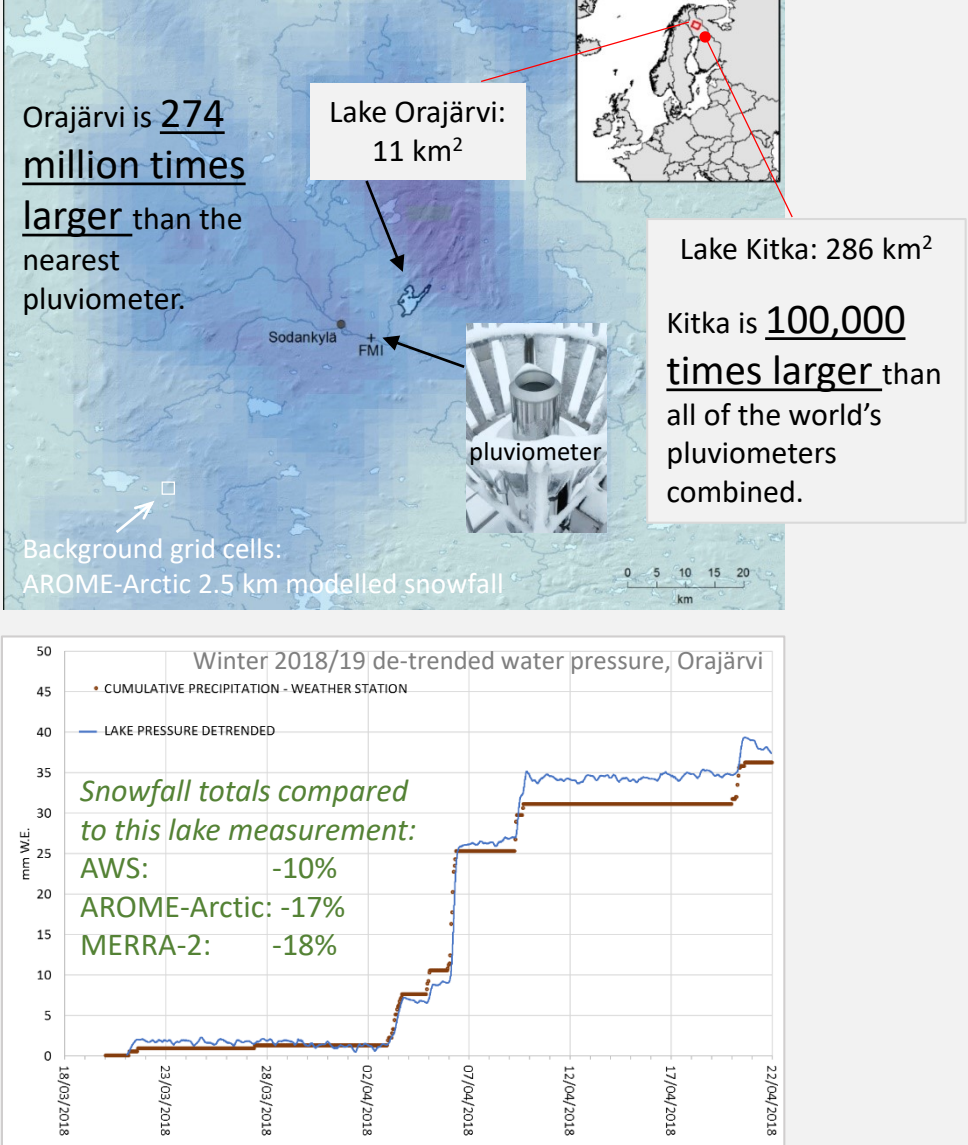 Orajärvi is 274
million times
larger than the
nearest
pluviometer.
Lake Orajärvi:
11 km²
Lake Kitka: 286 km²
Kitka is 100,000
times larger than
all of the world's
pluviometers
combined.
Sodankylä
FMI
pluviometer
Background grid cells:
AROME-Arctic 2.5 km modelled snowfall
0 5 10 15 20
km
Winter 2018/19 de-trended water pressure, Orajärvi
CUMULATIVE PRECIPITATION - WEATHER STATION
LAKE PRESSURE DETRENDED
Snowfall totals compared
to this lake measurement:
AWS: -10%
AROME-Arctic: -17%
MERRA-2: -18%
mm W.E.
50
45
40
35
30
25
20
15
10
5
0
18/03/2018
23/03/2018
28/03/2018
02/04/2018
07/04/2018
12/04/2018
17/04/2018
22/04/2018